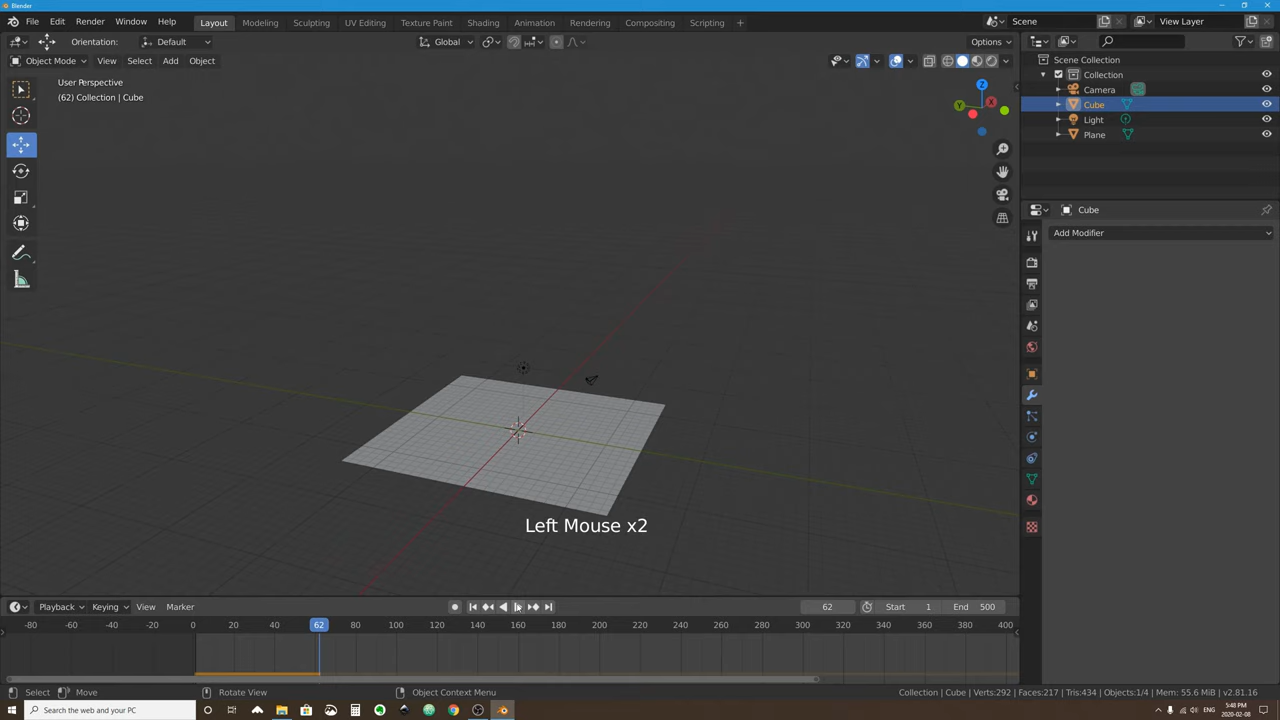 Blender
File Edit Render Window Help Layout Modeling Sculpting UV Editing Texture Paint Shading Animation Rendering Compositing Scripting + Scene View Layer
Orientation: Default Global Options
Object Mode View Select Add Object
User Perspective
(62) Collection | Cube
Z
X
Y
Scene Collection
Collection
Camera
Cube
Light
Plane
Cube
Add Modifier
Left Mouse x2
Playback Keying View Marker 62 Start 1 End 500
-80 -60 -40 -20 0 20 40 62 80 100 120 140 160 180 200 220 240 260 280 300 320 340 360 380 400
Select Move Rotate View Object Context Menu Collection | Cube | Verts:292 | Faces:217 | Tris:434 | Objects:1/4 | Mem: 55.6 MiB | v2.81.16
Search the web and your PC ENG 5:48 PM
2020-02-08